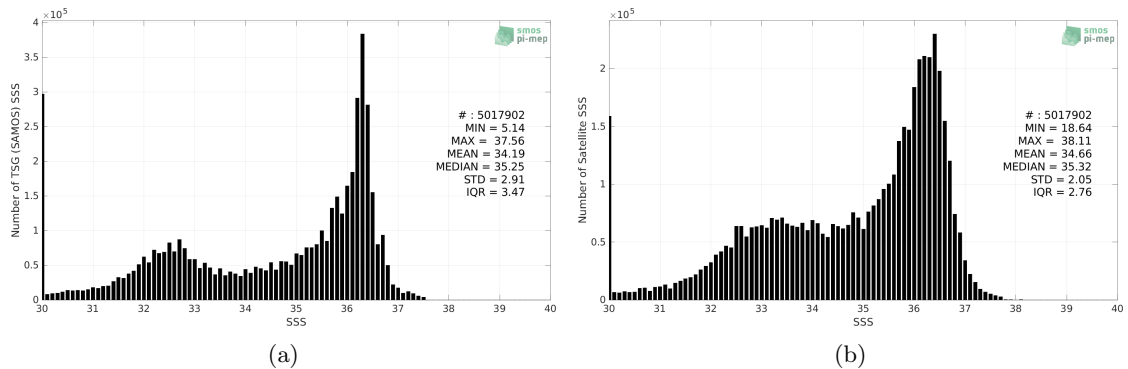 ×10⁵
4
3.5
3
2.5
2
1.5
1
0.5
0
Number of TSG (SAMOS) SSS
30 31 32 33 34 35 36 37 38 39 40
SSS
smos
pi-mep
# : 5017902
MIN = 5.14
MAX = 37.56
MEAN = 34.19
MEDIAN = 35.25
STD = 2.91
IQR = 3.47
(a)
×10⁵
2
1.5
1
0.5
0
Number of Satellite SSS
30 31 32 33 34 35 36 37 38 39 40
SSS
smos
pi-mep
# : 5017902
MIN = 18.64
MAX = 38.11
MEAN = 34.66
MEDIAN = 35.32
STD = 2.05
IQR = 2.76
(b)